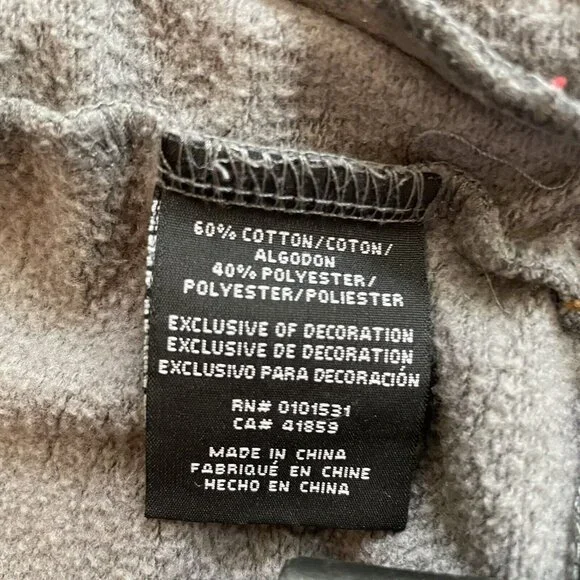 60% COTTON/COTON/
ALGODON
40% POLYESTER/
POLYESTER/POLIESTER
EXCLUSIVE OF DECORATION
EXCLUSIVE DE DECORATION
EXCLUSIVO PARA DECORACIÓN
RN# 0101531
CA# 41859
MADE IN CHINA
FABRIQUÉ EN CHINE
HECHO EN CHINA